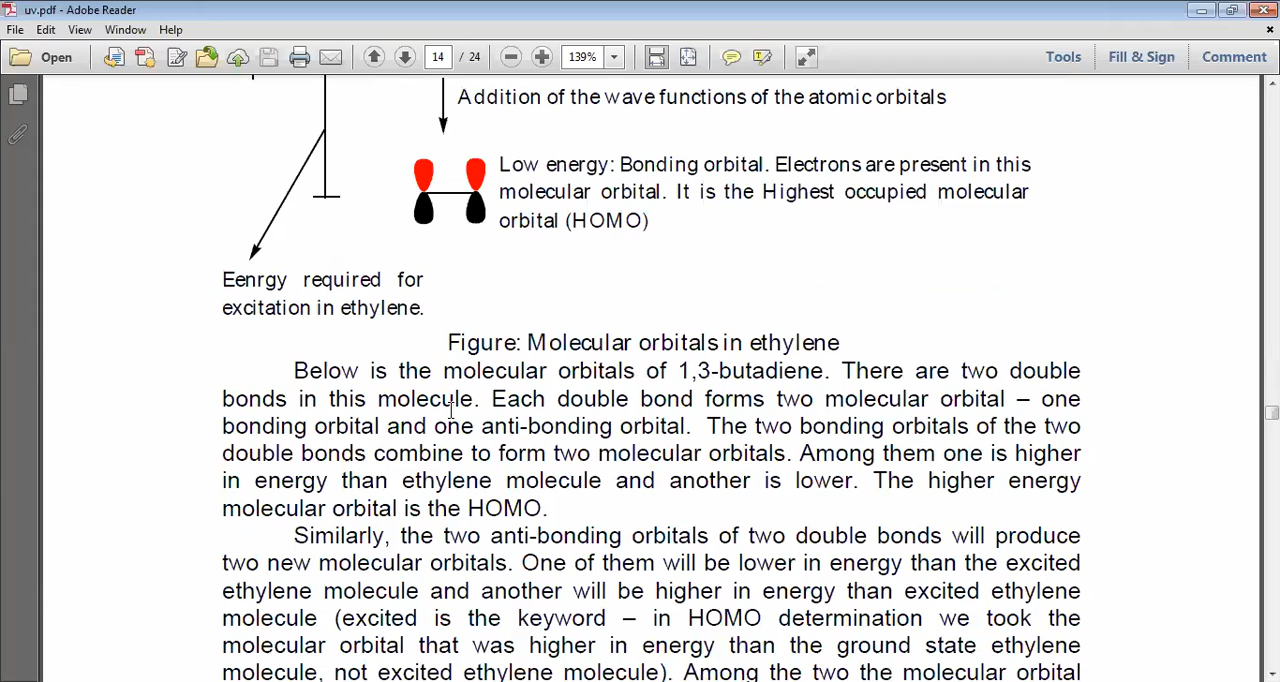 uv.pdf - Adobe Reader
File Edit View Window Help
Open 14 / 24 139% Tools Fill & Sign Comment
Addition of the wave functions of the atomic orbitals
Low energy: Bonding orbital. Electrons are present in this
molecular orbital. It is the Highest occupied molecular
orbital (HOMO)
Eenrgy required for
excitation in ethylene.
Figure: Molecular orbitals in ethylene
Below is the molecular orbitals of 1,3-butadiene. There are two double
bonds in this molecule. Each double bond forms two molecular orbital – one
bonding orbital and one anti-bonding orbital. The two bonding orbitals of the two
double bonds combine to form two molecular orbitals. Among them one is higher
in energy than ethylene molecule and another is lower. The higher energy
molecular orbital is the HOMO.
Similarly, the two anti-bonding orbitals of two double bonds will produce
two new molecular orbitals. One of them will be lower in energy than the excited
ethylene molecule and another will be higher in energy than excited ethylene
molecule (excited is the keyword – in HOMO determination we took the
molecular orbital that was higher in energy than the ground state ethylene
molecule, not excited ethylene molecule). Among the two the molecular orbital